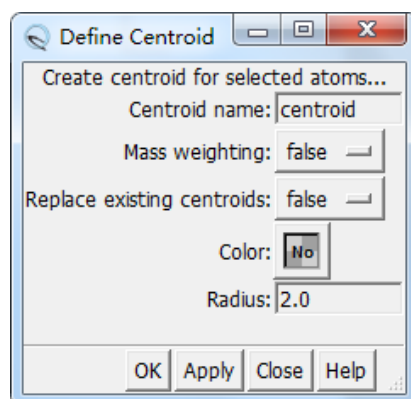 Define Centroid
Create centroid for selected atoms...
Centroid name: centroid
Mass weighting: false
Replace existing centroids: false
Color: No
Radius: 2.0
OK Apply Close Help